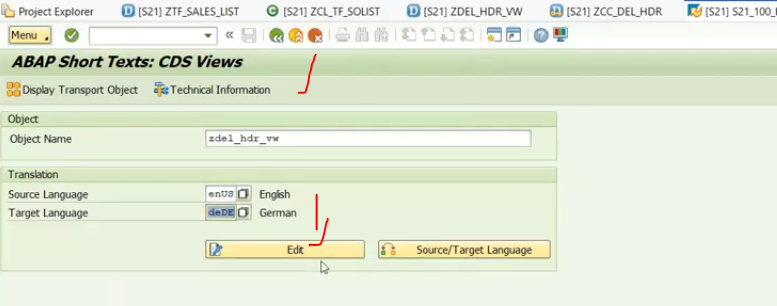 Project Explorer [S21] ZTF_SALES_LIST [S21] ZCL_TF_SOLIST [S21] ZDEL_HDR_VW [S21] ZCC_DEL_HDR [S21] S21_100_
Menu
ABAP Short Texts: CDS Views
Display Transport Object Technical Information
Object
Object Name zdel_hdr_vw
Translation
Source Language enUS English
Target Language deDE German
Edit Source/Target Language